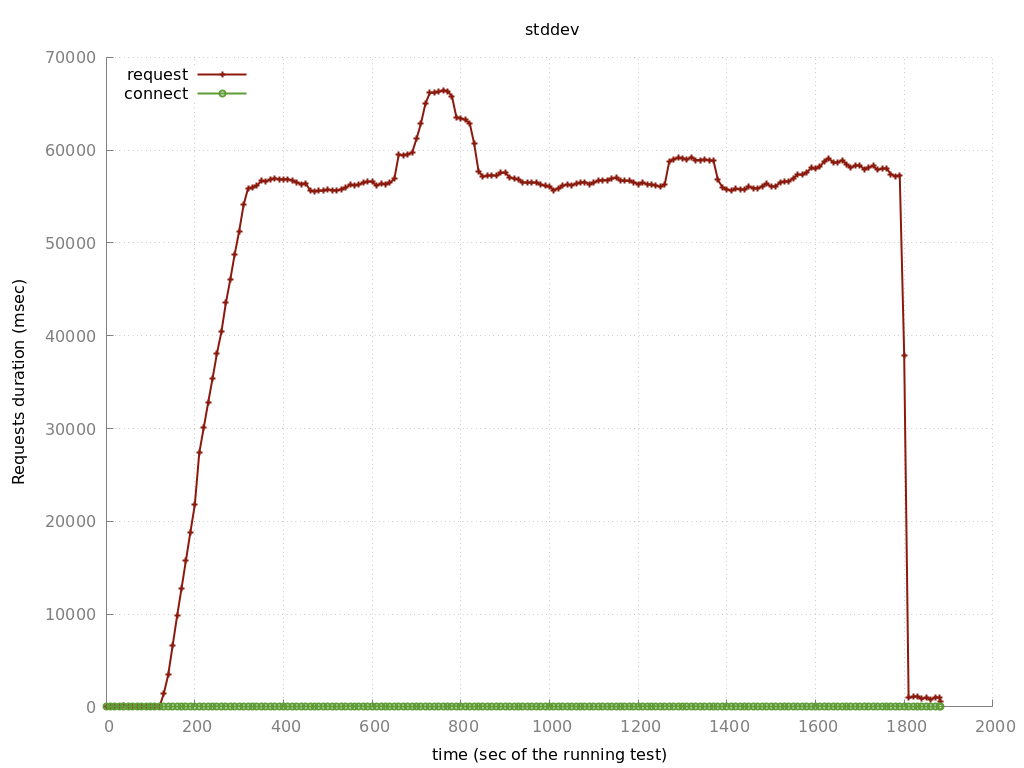 stddev
request
connect
70000
60000
50000
40000
30000
20000
10000
0
Requests duration (msec)
0 200 400 600 800 1000 1200 1400 1600 1800 2000
time (sec of the running test)